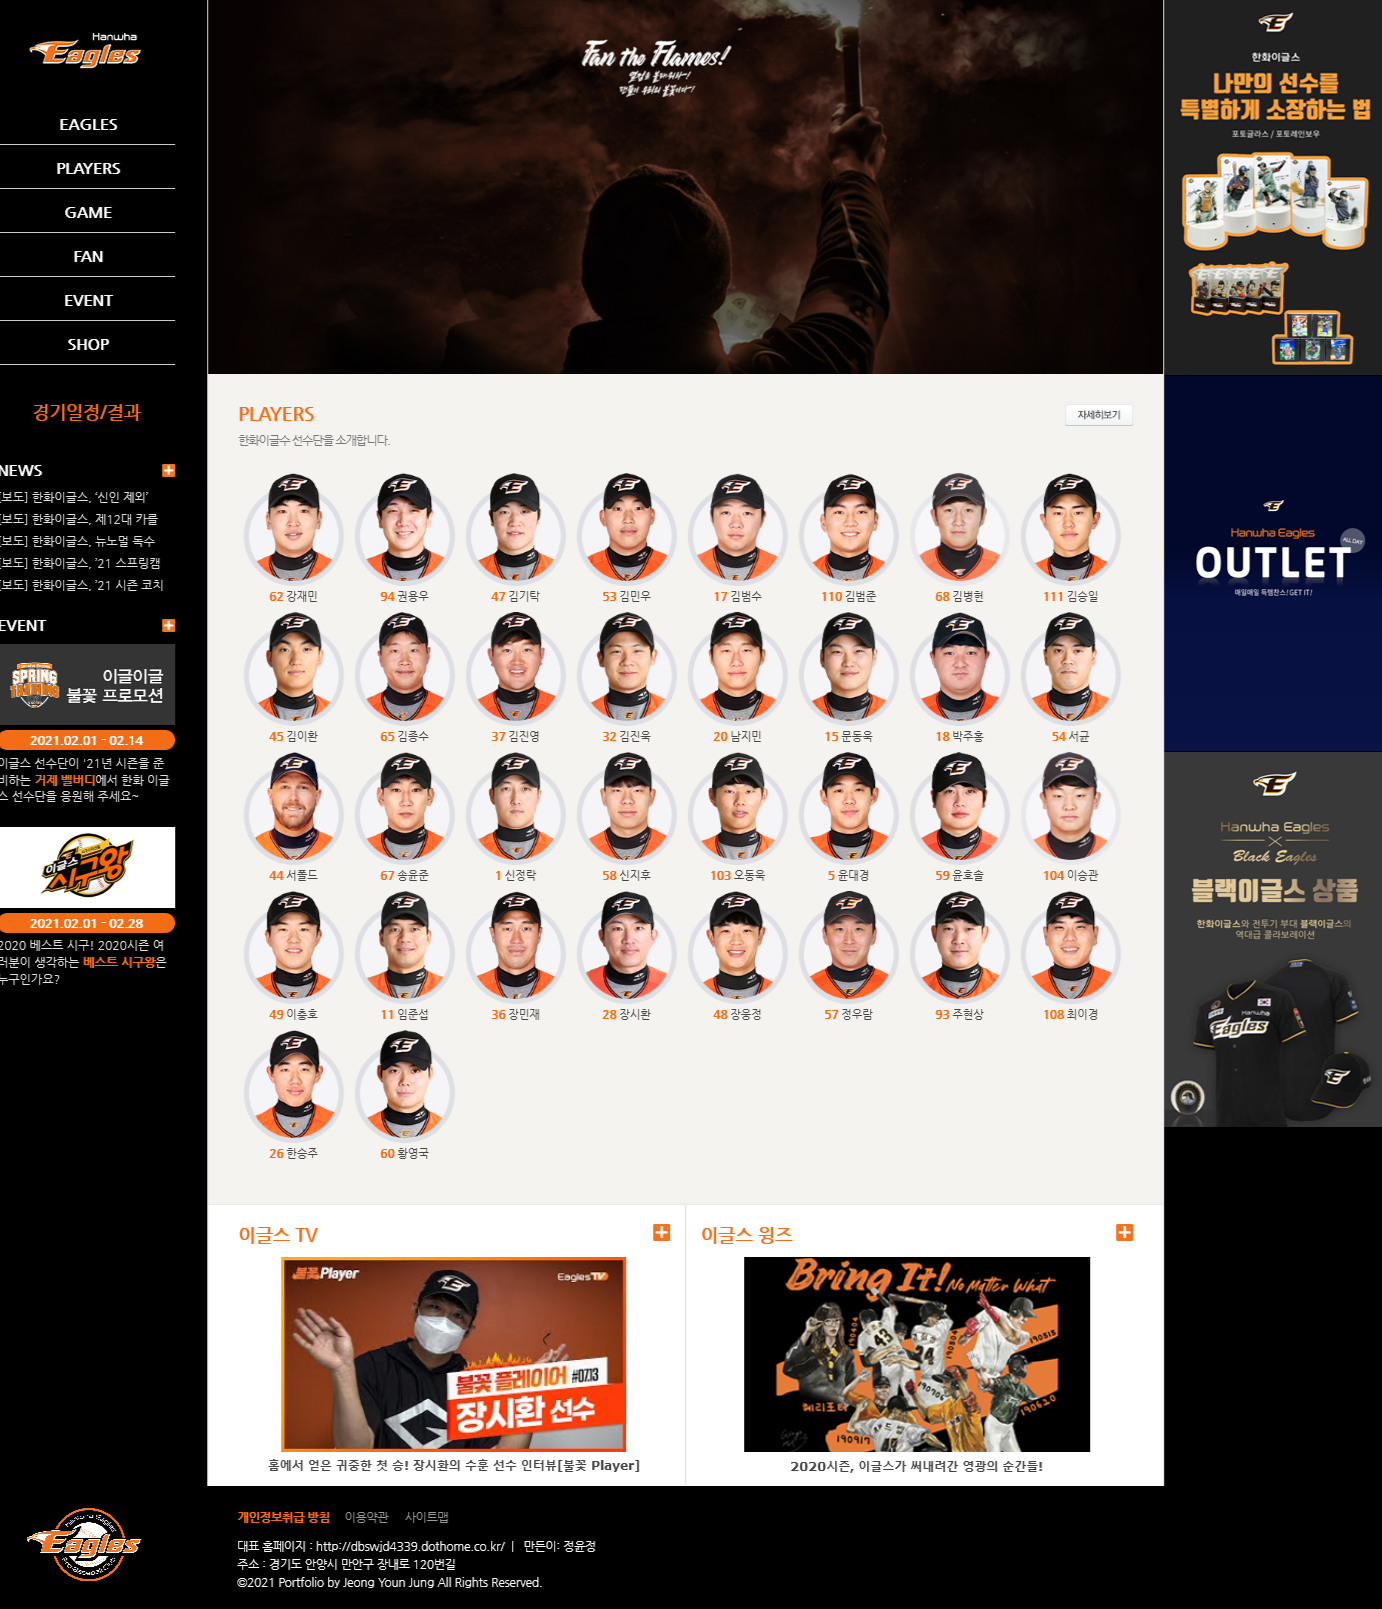 Hanwha
Eagles
EAGLES
PLAYERS
GAME
FAN
EVENT
SHOP
경기일정/결과
NEWS
[보도] 한화이글스, ‘신인 제외’
[보도] 한화이글스, 제12대 카를
[보도] 한화이글스, 뉴노멀 독수
[보도] 한화이글스, ’21 스프링캠
[보도] 한화이글스, ’21 시즌 코치
EVENT
SPRING
TRAINING
이글이글
불꽃 프로모션
2021.02.01 - 02.14
이글스 선수단이 '21년 시즌을 준
비하는 거제 벨버디에서 한화 이글
스 선수단을 응원해 주세요~
이글스
시구왕
2021.02.01 - 02.28
2020 베스트 시구! 2020시즌 여
러분이 생각하는 베스트 시구왕은
누구인가요?
Fan the Flames!
PLAYERS
자세히보기
한화이글수 선수단을 소개합니다.
62 강재민
94 권용우
47 김기탁
53 김민우
17 김범수
110 김범준
68 김병현
111 김승일
45 김이환
65 김종수
37 김진영
32 김진욱
20 남지민
15 문동욱
18 박주홍
54 서균
44 서폴드
67 송윤준
1 신정락
58 신지후
103 오동욱
5 윤대경
59 윤호솔
104 이승관
49 이충호
11 임준섭
36 장민재
28 장시환
48 장웅정
57 정우람
93 주현상
108 최이경
26 한승주
60 황영국
이글스 TV
불꽃Player
EaglesTV
불꽃 플레이어 #0713
장시환 선수
홈에서 얻은 귀중한 첫 승! 장시환의 수훈 선수 인터뷰[불꽃 Player]
이글스 윙즈
Bring It! No Matter What
190404
43
24
190504
190515
190706
케리포터
190917
190620
2020시즌, 이글스가 써내려간 영광의 순간들!
한화이글스
나만의 선수를
특별하게 소장하는 법
포토글라스 / 포토레인보우
Hanwha Eagles
ALL DAY
OUTLET
매일매일 득템찬스! GET IT!
Hanwha Eagles
Black Eagles
블랙이글스 상품
한화이글스와 전투기 부대 블랙이글스의
역대급 콜라보레이션
Hanwha
Eagles
Eagles
개인정보취급 방침 이용약관 사이트맵
대표 홈페이지 : http://dbswjd4339.dothome.co.kr/ | 만든이: 정윤정
주소 : 경기도 안양시 만안구 장내로 120번길
©2021 Portfolio by Jeong Youn Jung All Rights Reserved.